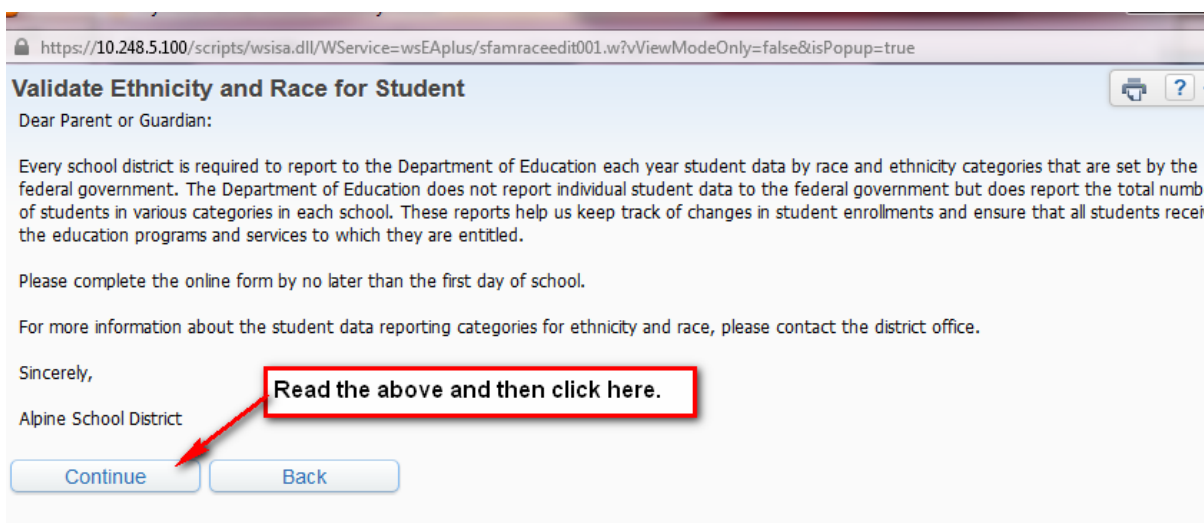 https://10.248.5.100/scripts/wsisa.dll/WService=wsEAplus/sfamraceedit001.w?vViewModeOnly=false&isPopup=true
Validate Ethnicity and Race for Student
?
Dear Parent or Guardian:
Every school district is required to report to the Department of Education each year student data by race and ethnicity categories that are set by the
federal government. The Department of Education does not report individual student data to the federal government but does report the total numb
of students in various categories in each school. These reports help us keep track of changes in student enrollments and ensure that all students recei
the education programs and services to which they are entitled.
Please complete the online form by no later than the first day of school.
For more information about the student data reporting categories for ethnicity and race, please contact the district office.
Sincerely,
Read the above and then click here.
Alpine School District
Continue Back